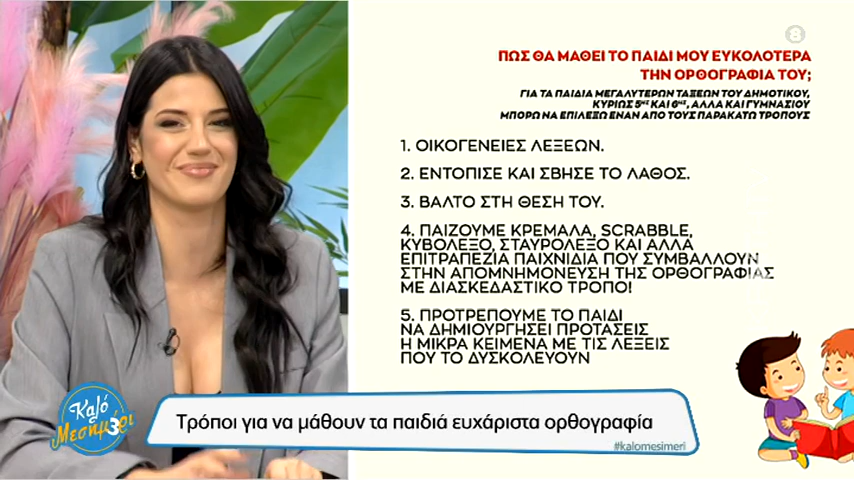 8
ΠΩΣ ΘΑ ΜΑΘΕΙ ΤΟ ΠΑΙΔΙ ΜΟΥ ΕΥΚΟΛΟΤΕΡΑ
ΤΗΝ ΟΡΘΟΓΡΑΦΙΑ ΤΟΥ;
ΓΙΑ ΤΑ ΠΑΙΔΙΑ ΜΕΓΑΛΥΤΕΡΩΝ ΤΑΞΕΩΝ ΤΟΥ ΔΗΜΟΤΙΚΟΥ,
ΚΥΡΙΩΣ 5ΗΣ ΚΑΙ 6ΗΣ, ΑΛΛΑ ΚΑΙ ΓΥΜΝΑΣΙΟΥ
ΜΠΟΡΩ ΝΑ ΕΠΙΛΕΞΩ ΕΝΑΝ ΑΠΟ ΤΟΥΣ ΠΑΡΑΚΑΤΩ ΤΡΟΠΟΥΣ
1. ΟΙΚΟΓΕΝΕΙΕΣ ΛΕΞΕΩΝ.
2. ΕΝΤΟΠΙΣΕ ΚΑΙ ΣΒΗΣΕ ΤΟ ΛΑΘΟΣ.
3. ΒΑΛΤΟ ΣΤΗ ΘΕΣΗ ΤΟΥ.
4. ΠΑΙΖΟΥΜΕ ΚΡΕΜΑΛΑ, SCRABBLE,
ΚΥΒΟΛΕΞΟ, ΣΤΑΥΡΟΛΕΞΟ ΚΑΙ ΑΛΛΑ
ΕΠΙΤΡΑΠΕΖΙΑ ΠΑΙΧΝΙΔΙΑ ΠΟΥ ΣΥΜΒΑΛΛΟΥΝ
ΣΤΗΝ ΑΠΟΜΝΗΜΟΝΕΥΣΗ ΤΗΣ ΟΡΘΟΓΡΑΦΙΑΣ
ΜΕ ΔΙΑΣΚΕΔΑΣΤΙΚΟ ΤΡΟΠΟ!
5. ΠΡΟΤΡΕΠΟΥΜΕ ΤΟ ΠΑΙΔΙ
ΝΑ ΔΗΜΙΟΥΡΓΗΣΕΙ ΠΡΟΤΑΣΕΙΣ
Η ΜΙΚΡΑ ΚΕΙΜΕΝΑ ΜΕ ΤΙΣ ΛΕΞΕΙΣ
ΠΟΥ ΤΟ ΔΥΣΚΟΛΕΥΟΥΝ
Καλό
Μεσημ3ρι
Τρόποι για να μάθουν τα παιδιά ευχάριστα ορθογραφία
#kalomesimeri